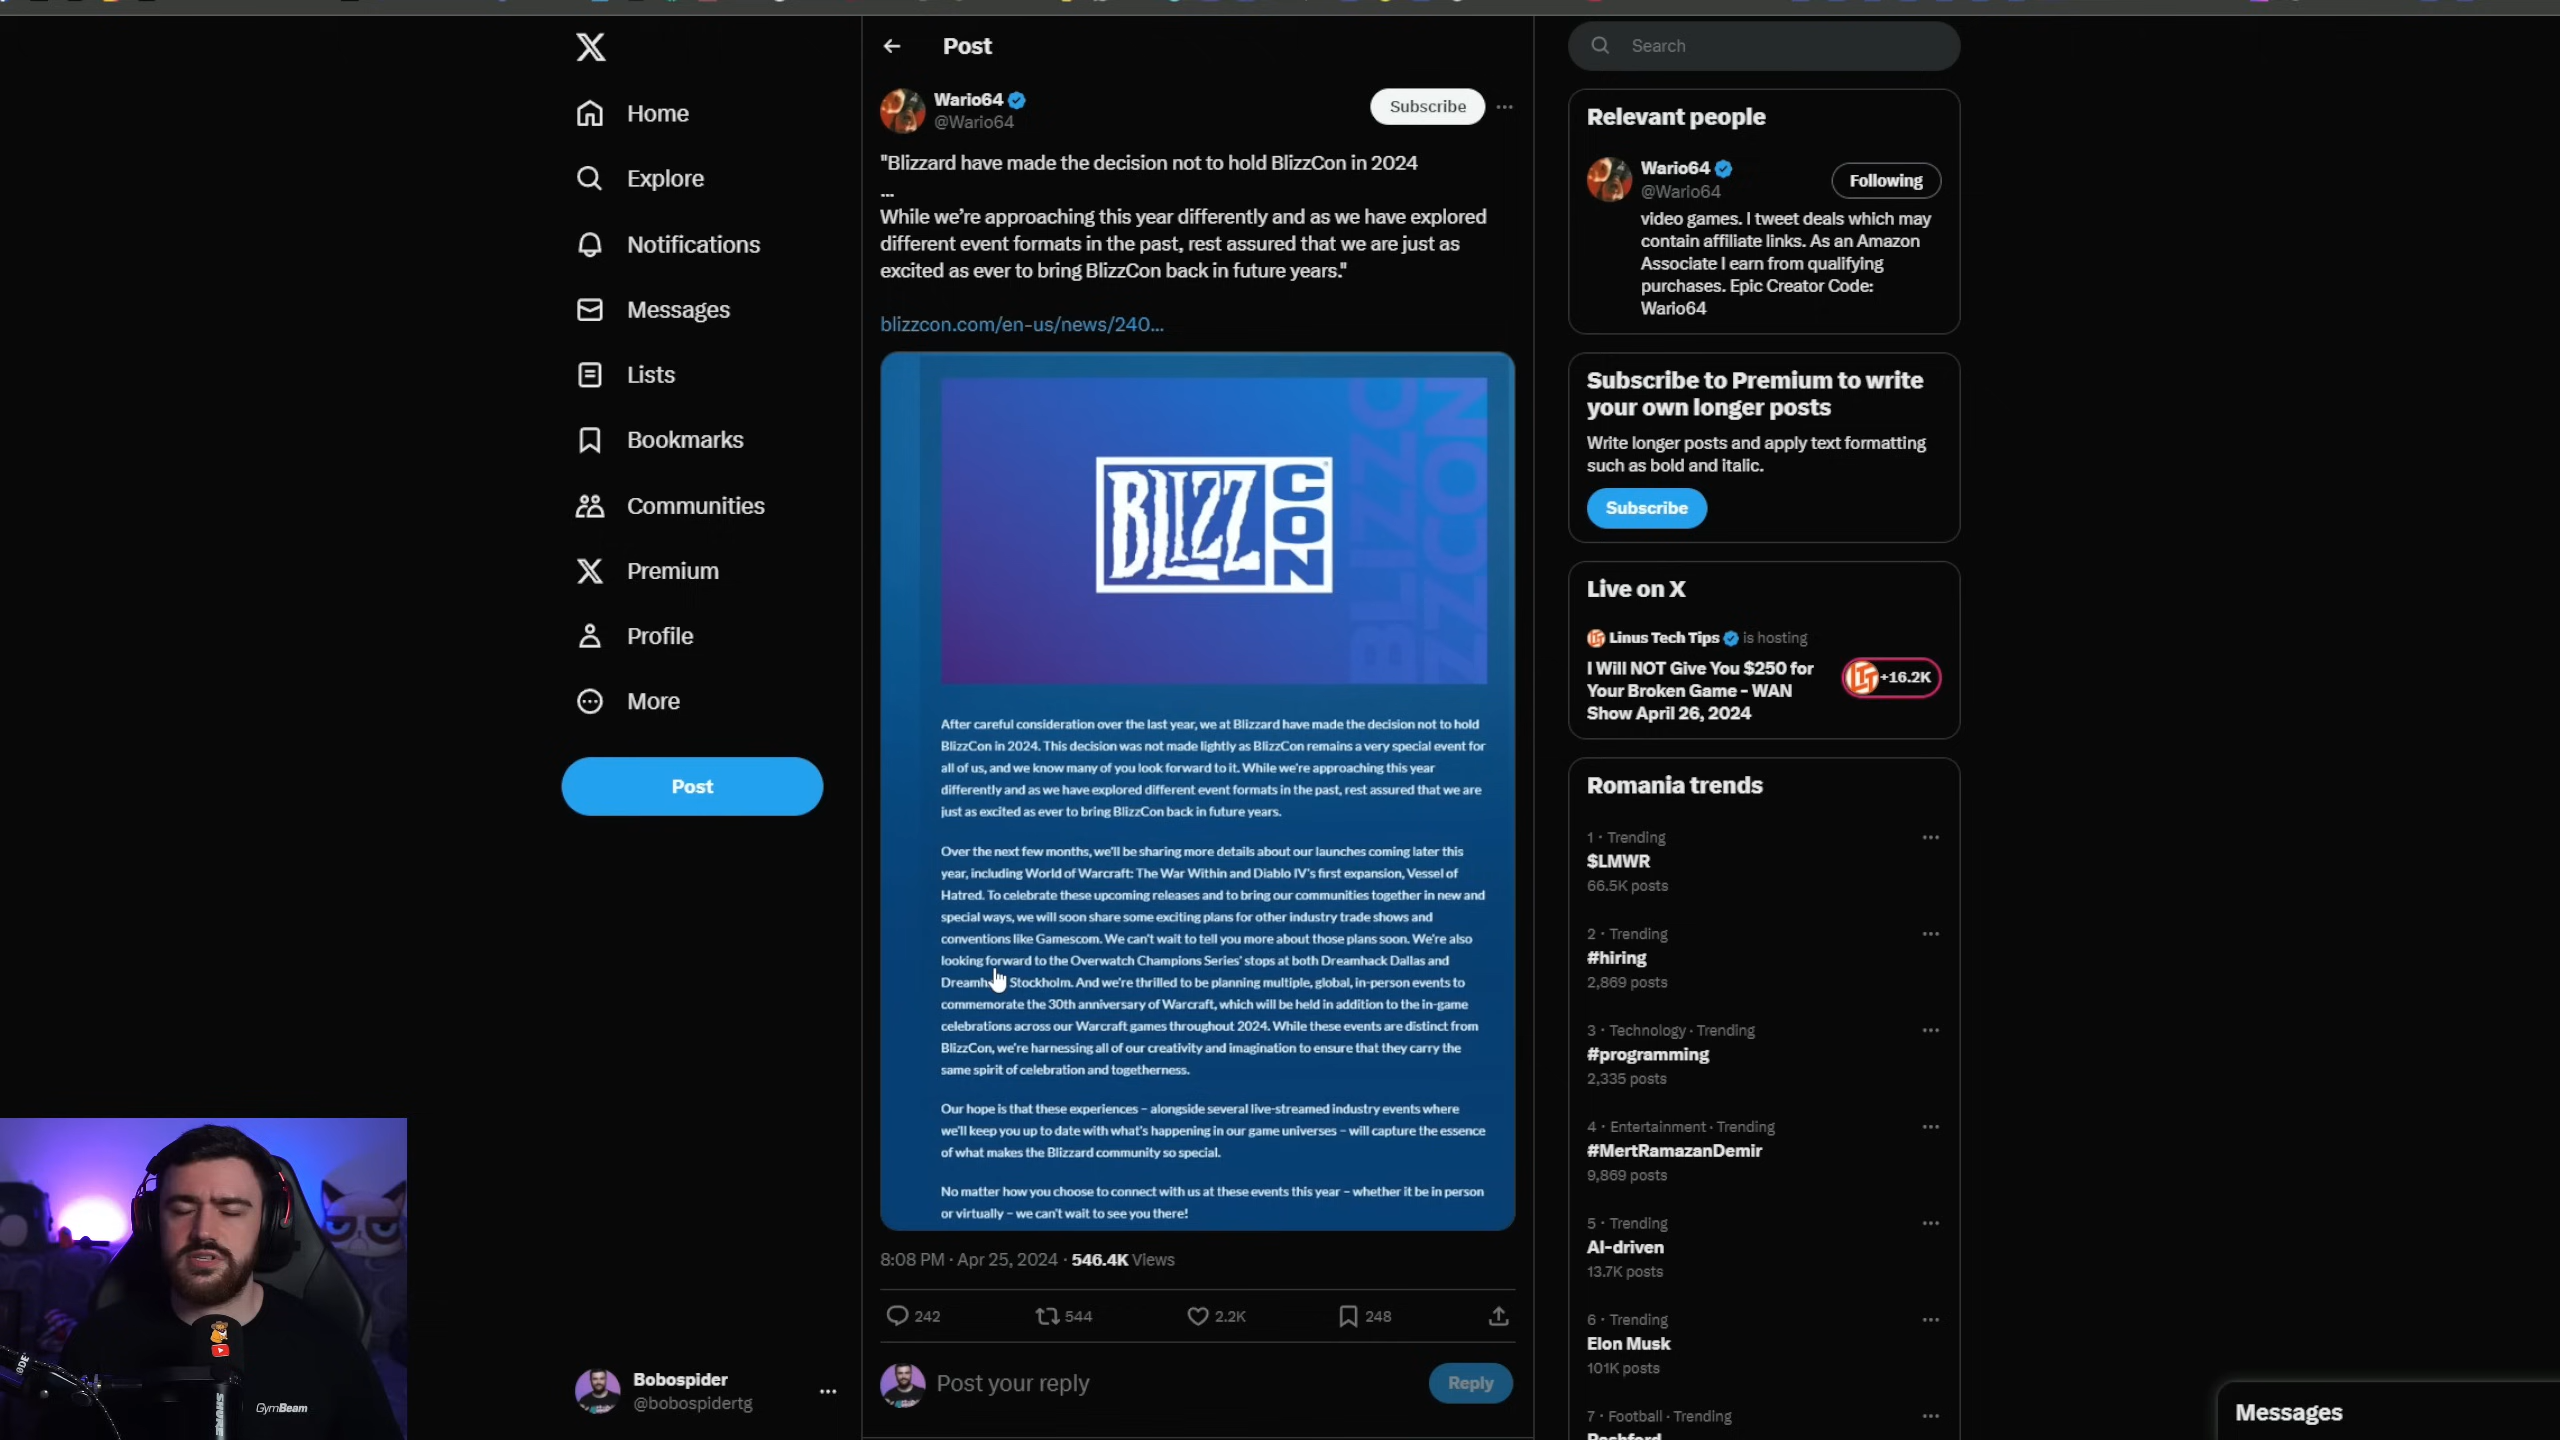 Home
Explore
Notifications
Messages
Lists
Bookmarks
Communities
Premium
Profile
More
Post
Bobospider
@bobospidertg
Post
Wario64
@Wario64
Subscribe
"Blizzard have made the decision not to hold BlizzCon in 2024
...
While we're approaching this year differently and as we have explored
different event formats in the past, rest assured that we are just as
excited as ever to bring BlizzCon back in future years."
blizzcon.com/en-us/news/240...
BLIZZ
CON
BLIZZC
ZZCON
After careful consideration over the last year, we at Blizzard have made the decision not to hold
BlizzCon in 2024. This decision was not made lightly as BlizzCon remains a very special event for
all of us, and we know many of you look forward to it. While we're approaching this year
differently and as we have explored different event formats in the past, rest assured that we are
just as excited as ever to bring BlizzCon back in future years.
Over the next few months, we'll be sharing more details about our launches coming later this
year, including World of Warcraft: The War Within and Diablo IV's first expansion, Vessel of
Hatred. To celebrate these upcoming releases and to bring our communities together in new and
special ways, we will soon share some exciting plans for other industry trade shows and
conventions like Gamescom. We can't wait to tell you more about those plans soon. We're also
looking forward to the Overwatch Champions Series' stops at both Dreamhack Dallas and
Stockholm. And we're thrilled to be planning multiple, global, in-person events to
commemorate the 30th anniversary of Warcraft, which will be held in addition to the in-game
celebrations across our Warcraft games throughout 2024. While these events are distinct from
BlizzCon, we're harnessing all of our creativity and imagination to ensure that they carry the
same spirit of celebration and togetherness.
Our hope is that these experiences – alongside several live-streamed industry events where
we'll keep you up to date with what's happening in our game universes – will capture the essence
of what makes the Blizzard community so special.
No matter how you choose to connect with us at these events this year – whether it be in person
or virtually – we can't wait to see you there!
8:08 PM · Apr 25, 2024 · 546.4K Views
242 544 2.2K 248
Post your reply
Reply
Search
Relevant people
Wario64
@Wario64
Following
video games. I tweet deals which may
contain affiliate links. As an Amazon
Associate I earn from qualifying
purchases. Epic Creator Code:
Wario64
Subscribe to Premium to write
your own longer posts
Write longer posts and apply text formatting
such as bold and italic.
Subscribe
Live on X
Linus Tech Tips is hosting
I Will NOT Give You $250 for
Your Broken Game - WAN
Show April 26, 2024
+16.2K
Romania trends
1 · Trending
$LMWR
66.5K posts
2 · Trending
#hiring
2,869 posts
3 · Technology · Trending
#programming
2,335 posts
4 · Entertainment · Trending
#MertRamazanDemir
9,869 posts
5 · Trending
AI-driven
13.7K posts
6 · Trending
Elon Musk
101K posts
7 · Football · Trending
Messages
GymBeam
SHURE